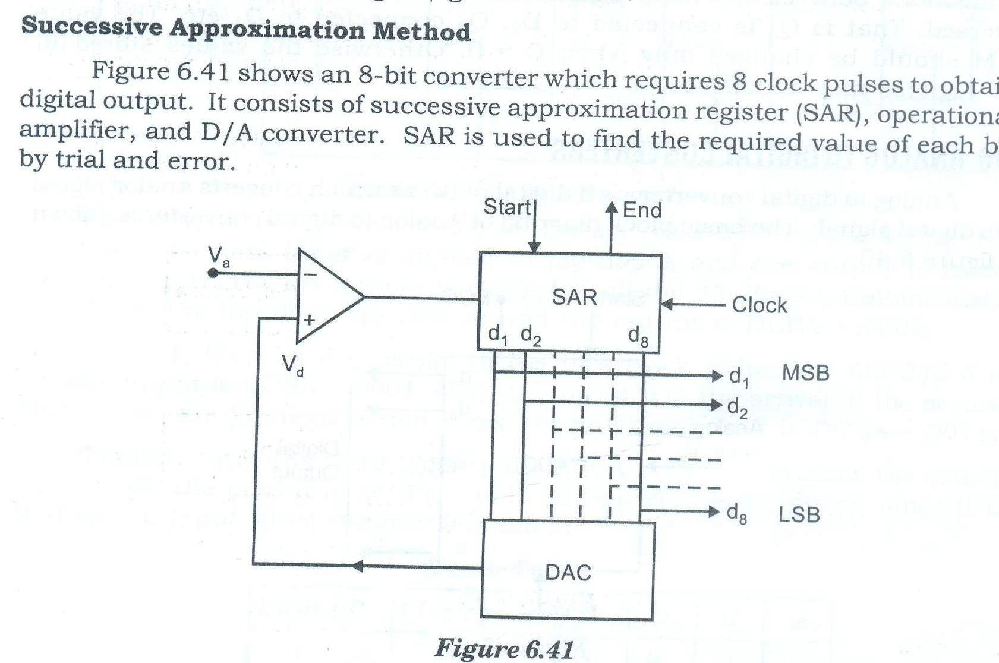 Successive Approximation Method
Figure 6.41 shows an 8-bit converter which requires 8 clock pulses to obtai
digital output. It consists of successive approximation register (SAR), operationa
amplifier, and D/A converter. SAR is used to find the required value of each b
by trial and error.
Start
End
Va
−
SAR
Clock
+
d1 d2 d8
Vd
d1 MSB
d2
d8 LSB
DAC
Figure 6.41